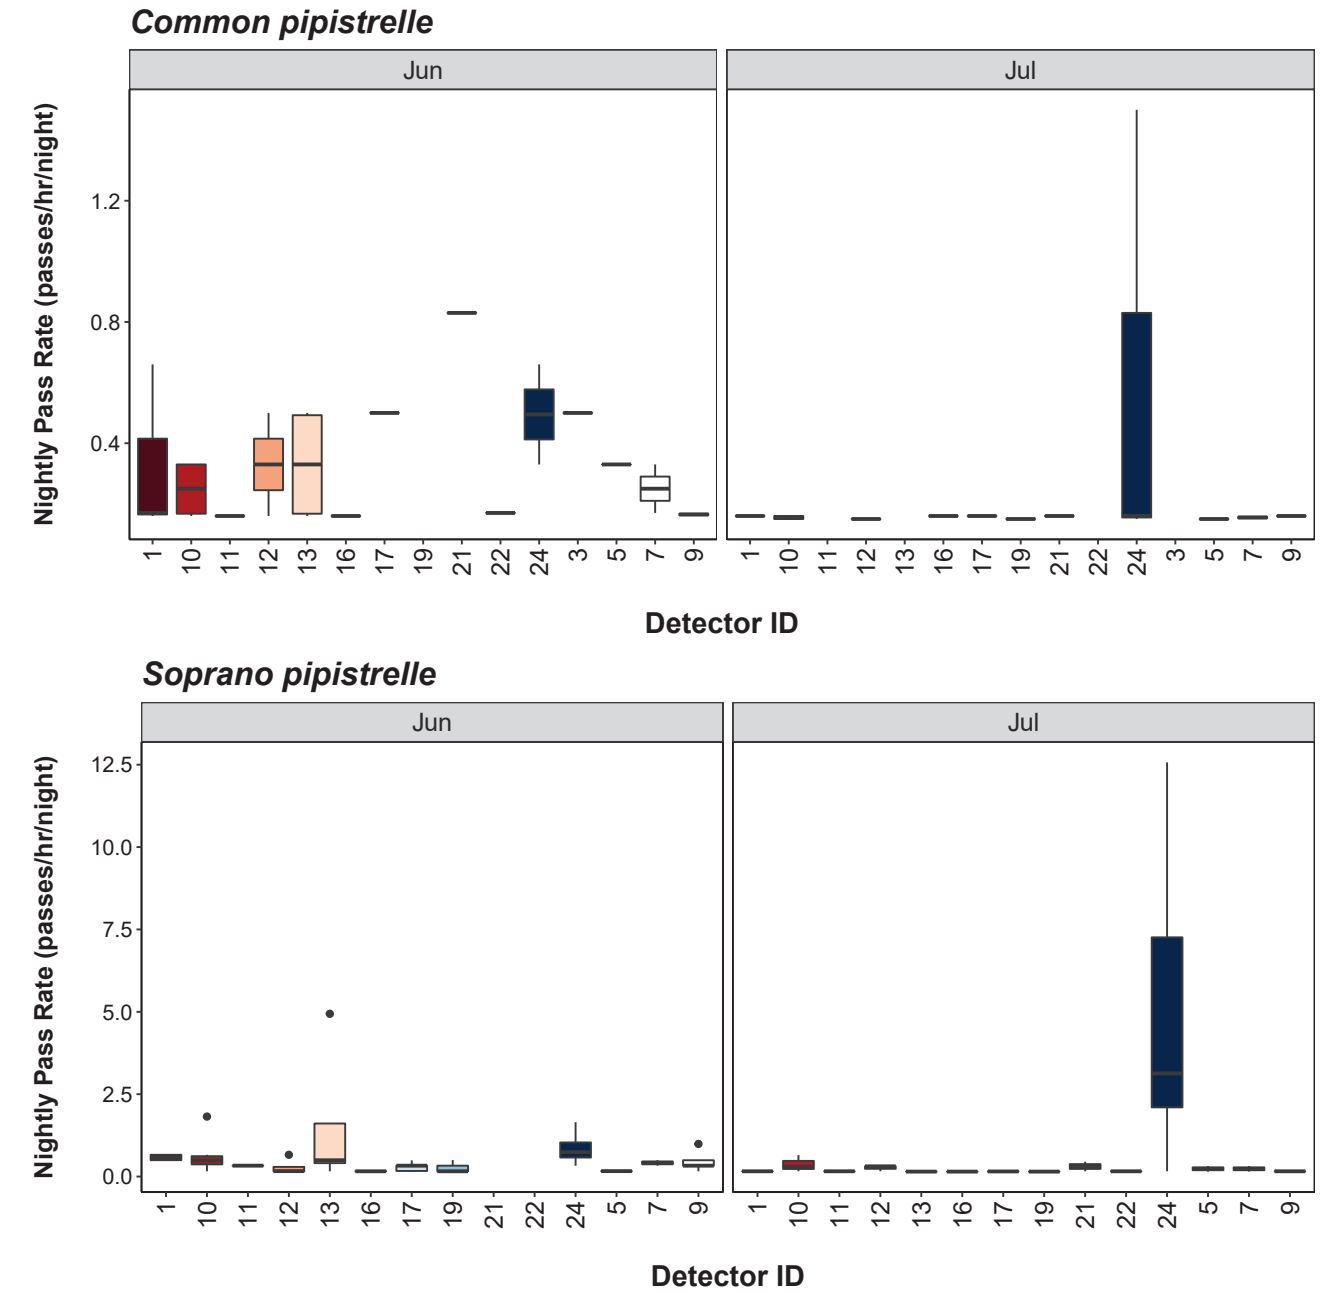 Common pipistrelle
Jun Jul
Nightly Pass Rate (passes/hr/night)
1.2
0.8
0.4
1 10 11 12 13 16 17 19 21 22 24 3 5 7 9 1 10 11 12 13 16 17 19 21 22 24 3 5 7 9
Detector ID
Soprano pipistrelle
Jun Jul
Nightly Pass Rate (passes/hr/night)
12.5
10.0
7.5
5.0
2.5
0.0
1 10 11 12 13 16 17 19 21 22 24 5 7 9 1 10 11 12 13 16 17 19 21 22 24 5 7 9
Detector ID